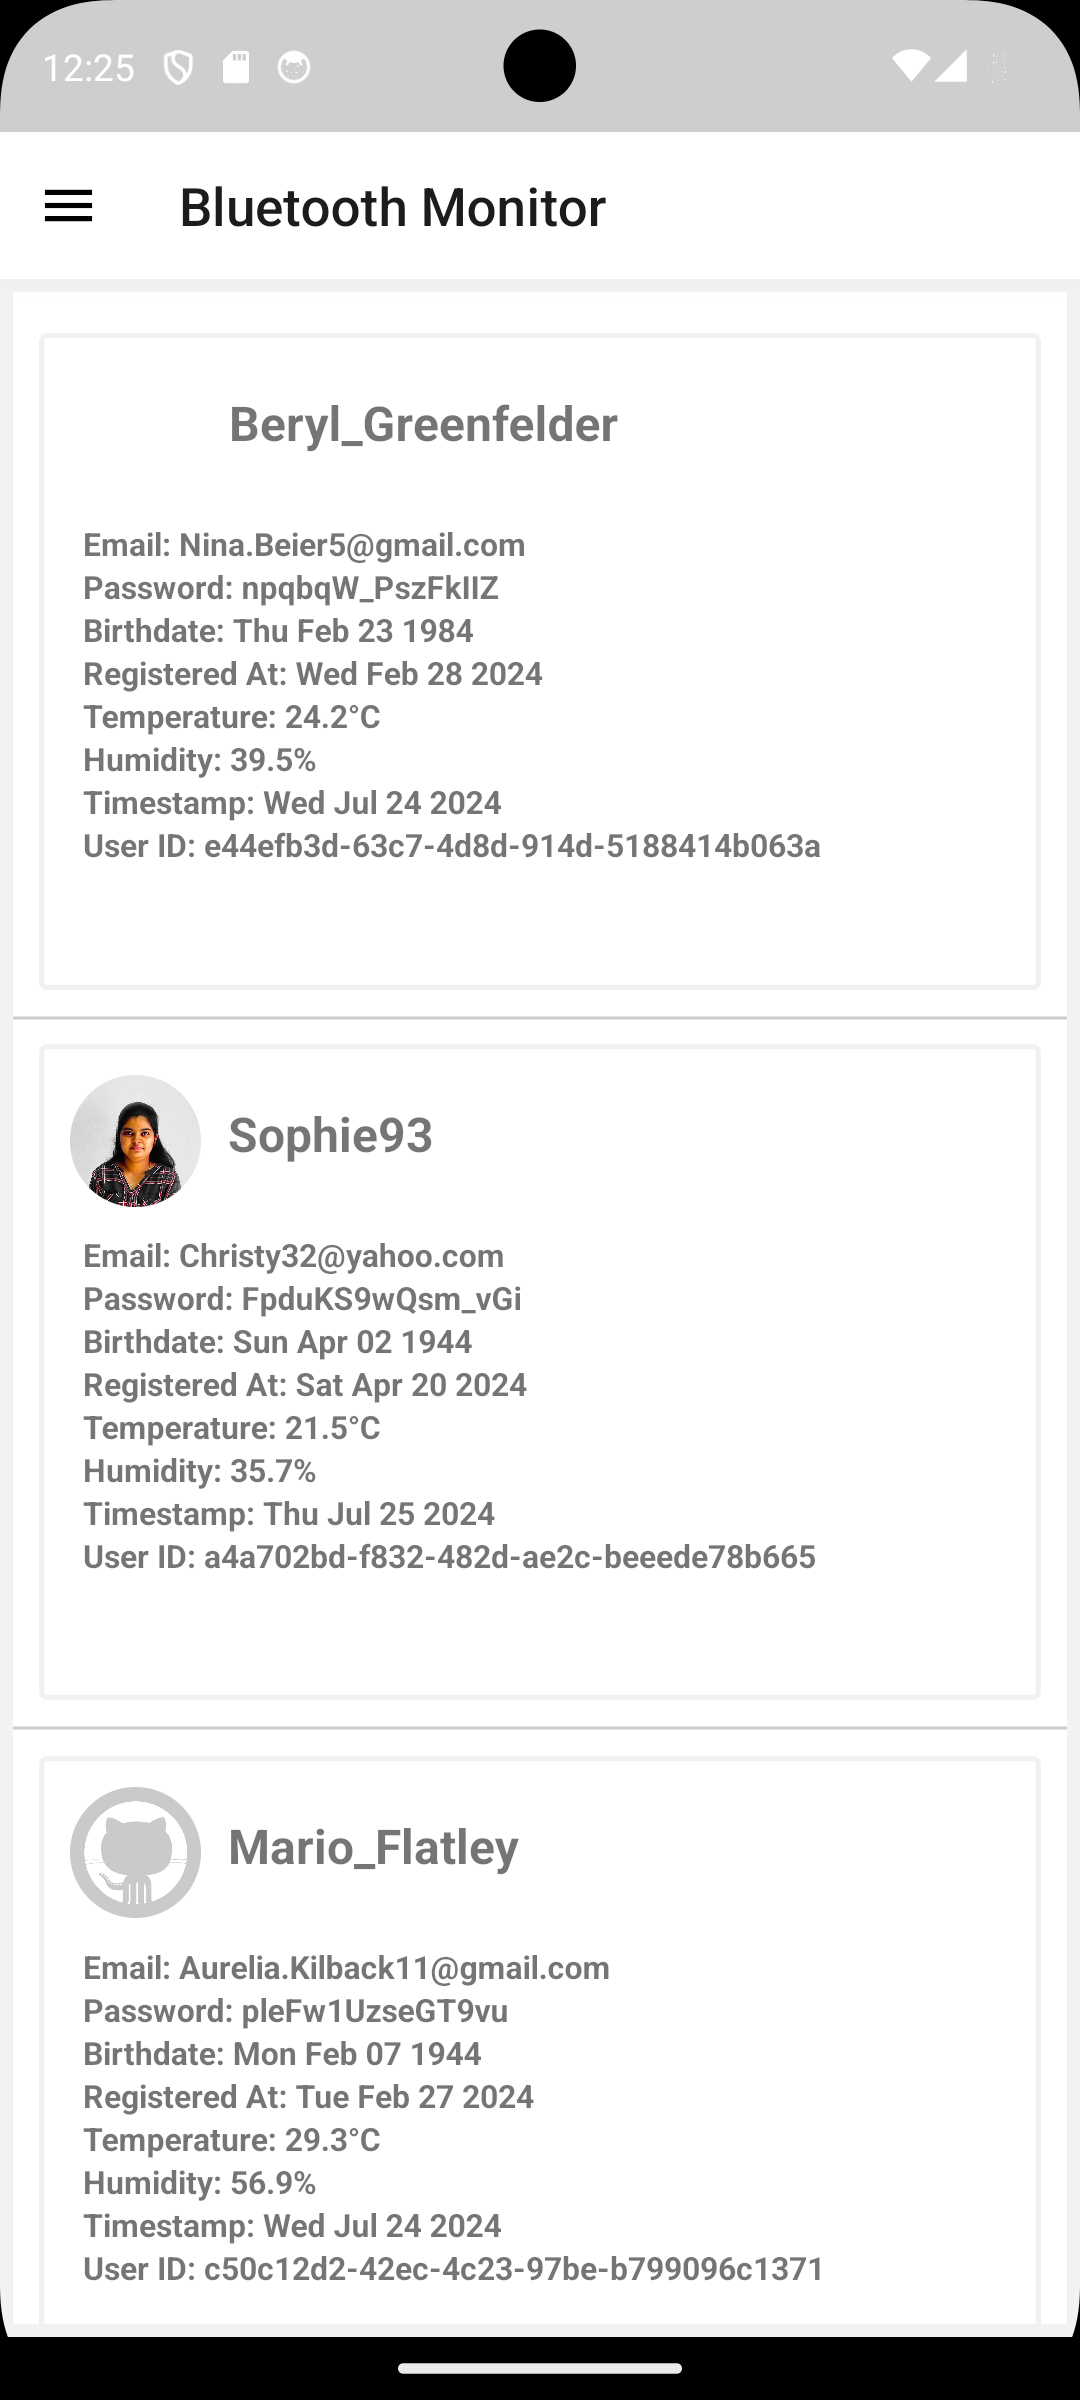 12:25
Bluetooth Monitor
Beryl_Greenfelder
Email: Nina.Beier5@gmail.com
Password: npqbqW_PszFkIIZ
Birthdate: Thu Feb 23 1984
Registered At: Wed Feb 28 2024
Temperature: 24.2°C
Humidity: 39.5%
Timestamp: Wed Jul 24 2024
User ID: e44efb3d-63c7-4d8d-914d-5188414b063a
Sophie93
Email: Christy32@yahoo.com
Password: FpduKS9wQsm_vGi
Birthdate: Sun Apr 02 1944
Registered At: Sat Apr 20 2024
Temperature: 21.5°C
Humidity: 35.7%
Timestamp: Thu Jul 25 2024
User ID: a4a702bd-f832-482d-ae2c-beeede78b665
Mario_Flatley
Email: Aurelia.Kilback11@gmail.com
Password: pleFw1UzseGT9vu
Birthdate: Mon Feb 07 1944
Registered At: Tue Feb 27 2024
Temperature: 29.3°C
Humidity: 56.9%
Timestamp: Wed Jul 24 2024
User ID: c50c12d2-42ec-4c23-97be-b799096c1371